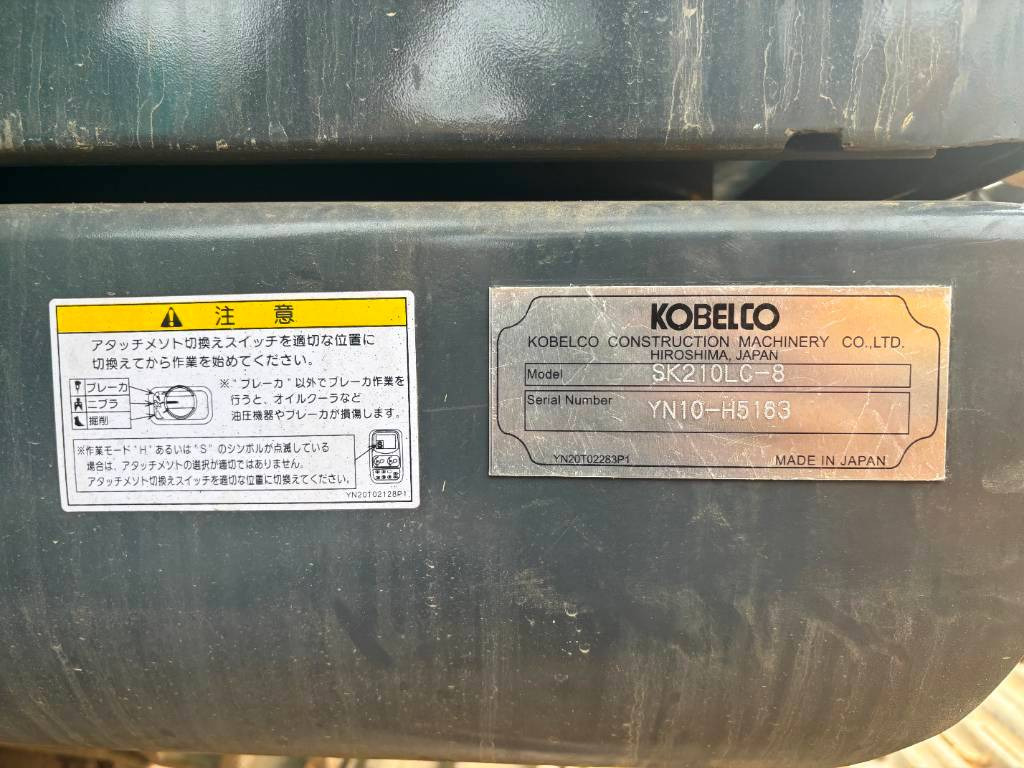 注意
アタッチメント切換えスイッチを適切な位置に
切換えてから作業を始めてください。
ブレーカ
ニブラ
掘削
※"ブレーカ"以外でブレーカ作業を
行うと、オイルクーラなど
油圧機器やブレーカが損傷します。
※作業モード"H"あるいは"S"のシンボルが点滅している
場合は、アタッチメントの選択が適切ではありません。
アタッチメント切換えスイッチを適切な位置に切換えてください。
S
YN20T02128P1
KOBELCO
KOBELCO CONSTRUCTION MACHINERY CO.,LTD.
HIROSHIMA, JAPAN
Model SK210LC-8
Serial Number YN10-H5163
YN20T02283P1 MADE IN JAPAN